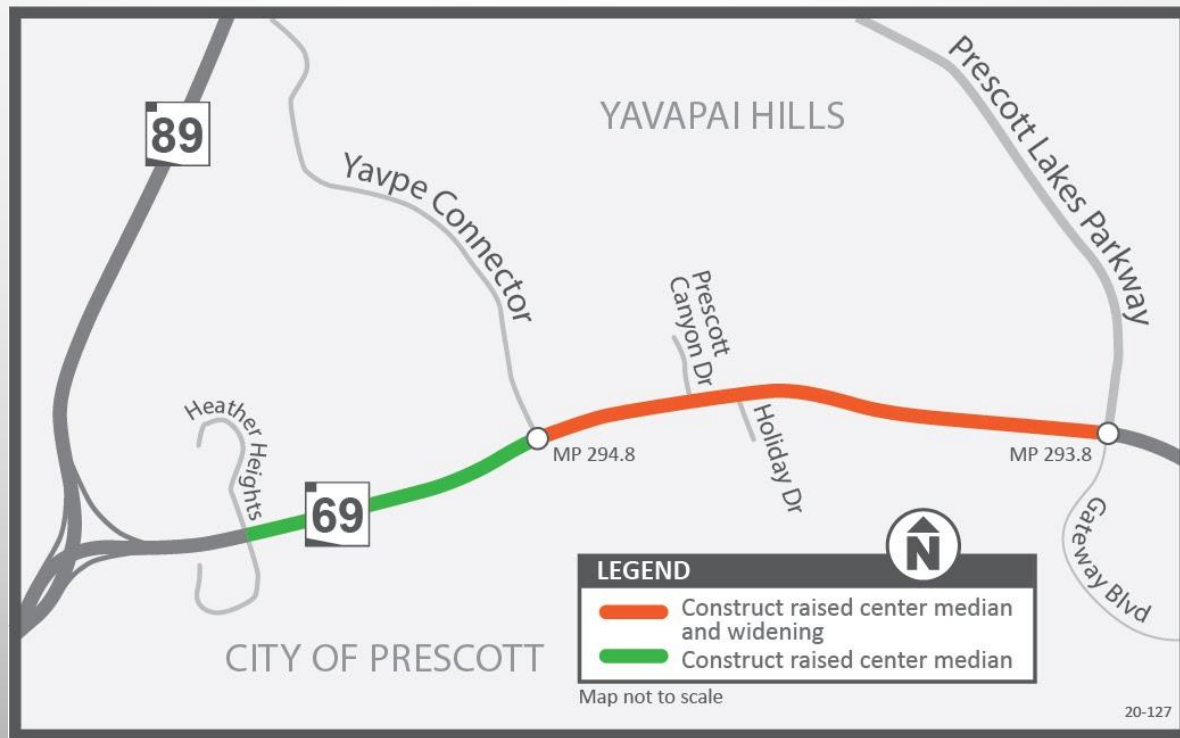 89
YAVAPAI HILLS
Prescott Lakes Parkway
Yavpe Connector
Prescott
Canyon Dr
Heather Heights
MP 294.8
Holiday Dr
MP 293.8
69
Gateway Blvd
N
LEGEND
Construct raised center median
and widening
Construct raised center median
CITY OF PRESCOTT
Map not to scale
20-127